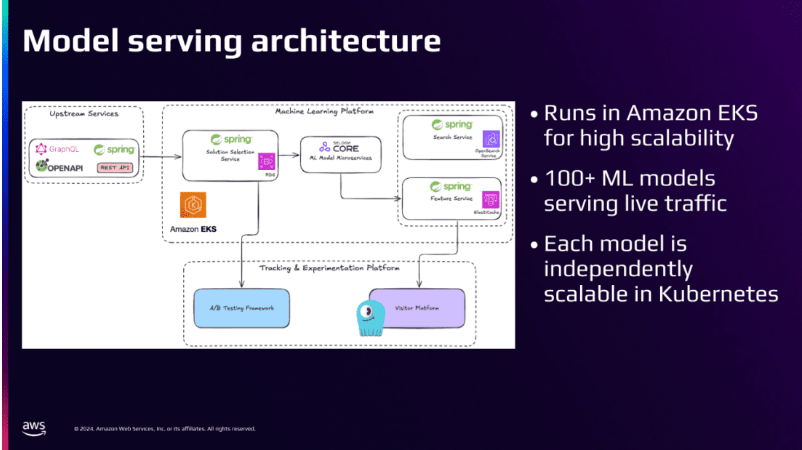 Model serving architecture
Upstream Services
GraphQL
spring
OPENAPI
REST API
Machine Learning Platform
spring
Solution Selection
Service
RDS
SELDON
CORE
ML Model Microservices
spring
Search Service
OpenSearch
Service
spring
Feature Service
ElastiCache
Amazon EKS
Tracking & Experimentation Platform
A/B Testing Framework
Visitor Platform
• Runs in Amazon EKS
for high scalability
• 100+ ML models
serving live traffic
• Each model is
independently
scalable in Kubernetes
aws
© 2024, Amazon Web Services, Inc. or its affiliates. All rights reserved.